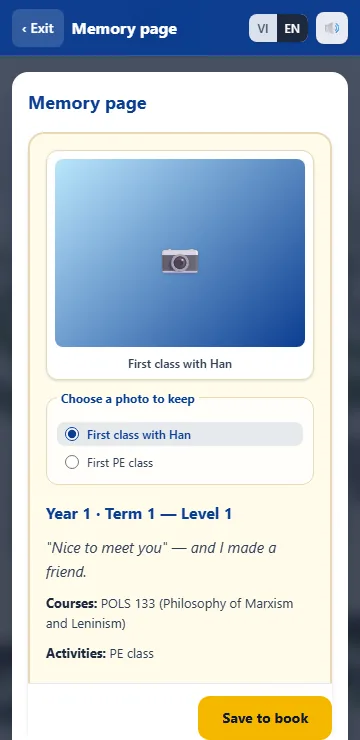 ‹ Exit
Memory page
VI
EN
Memory page
First class with Han
Choose a photo to keep
First class with Han
First PE class
Year 1 · Term 1 — Level 1
"Nice to meet you" — and I made a
friend.
Courses: POLS 133 (Philosophy of Marxism
and Leninism)
Activities: PE class
Save to book